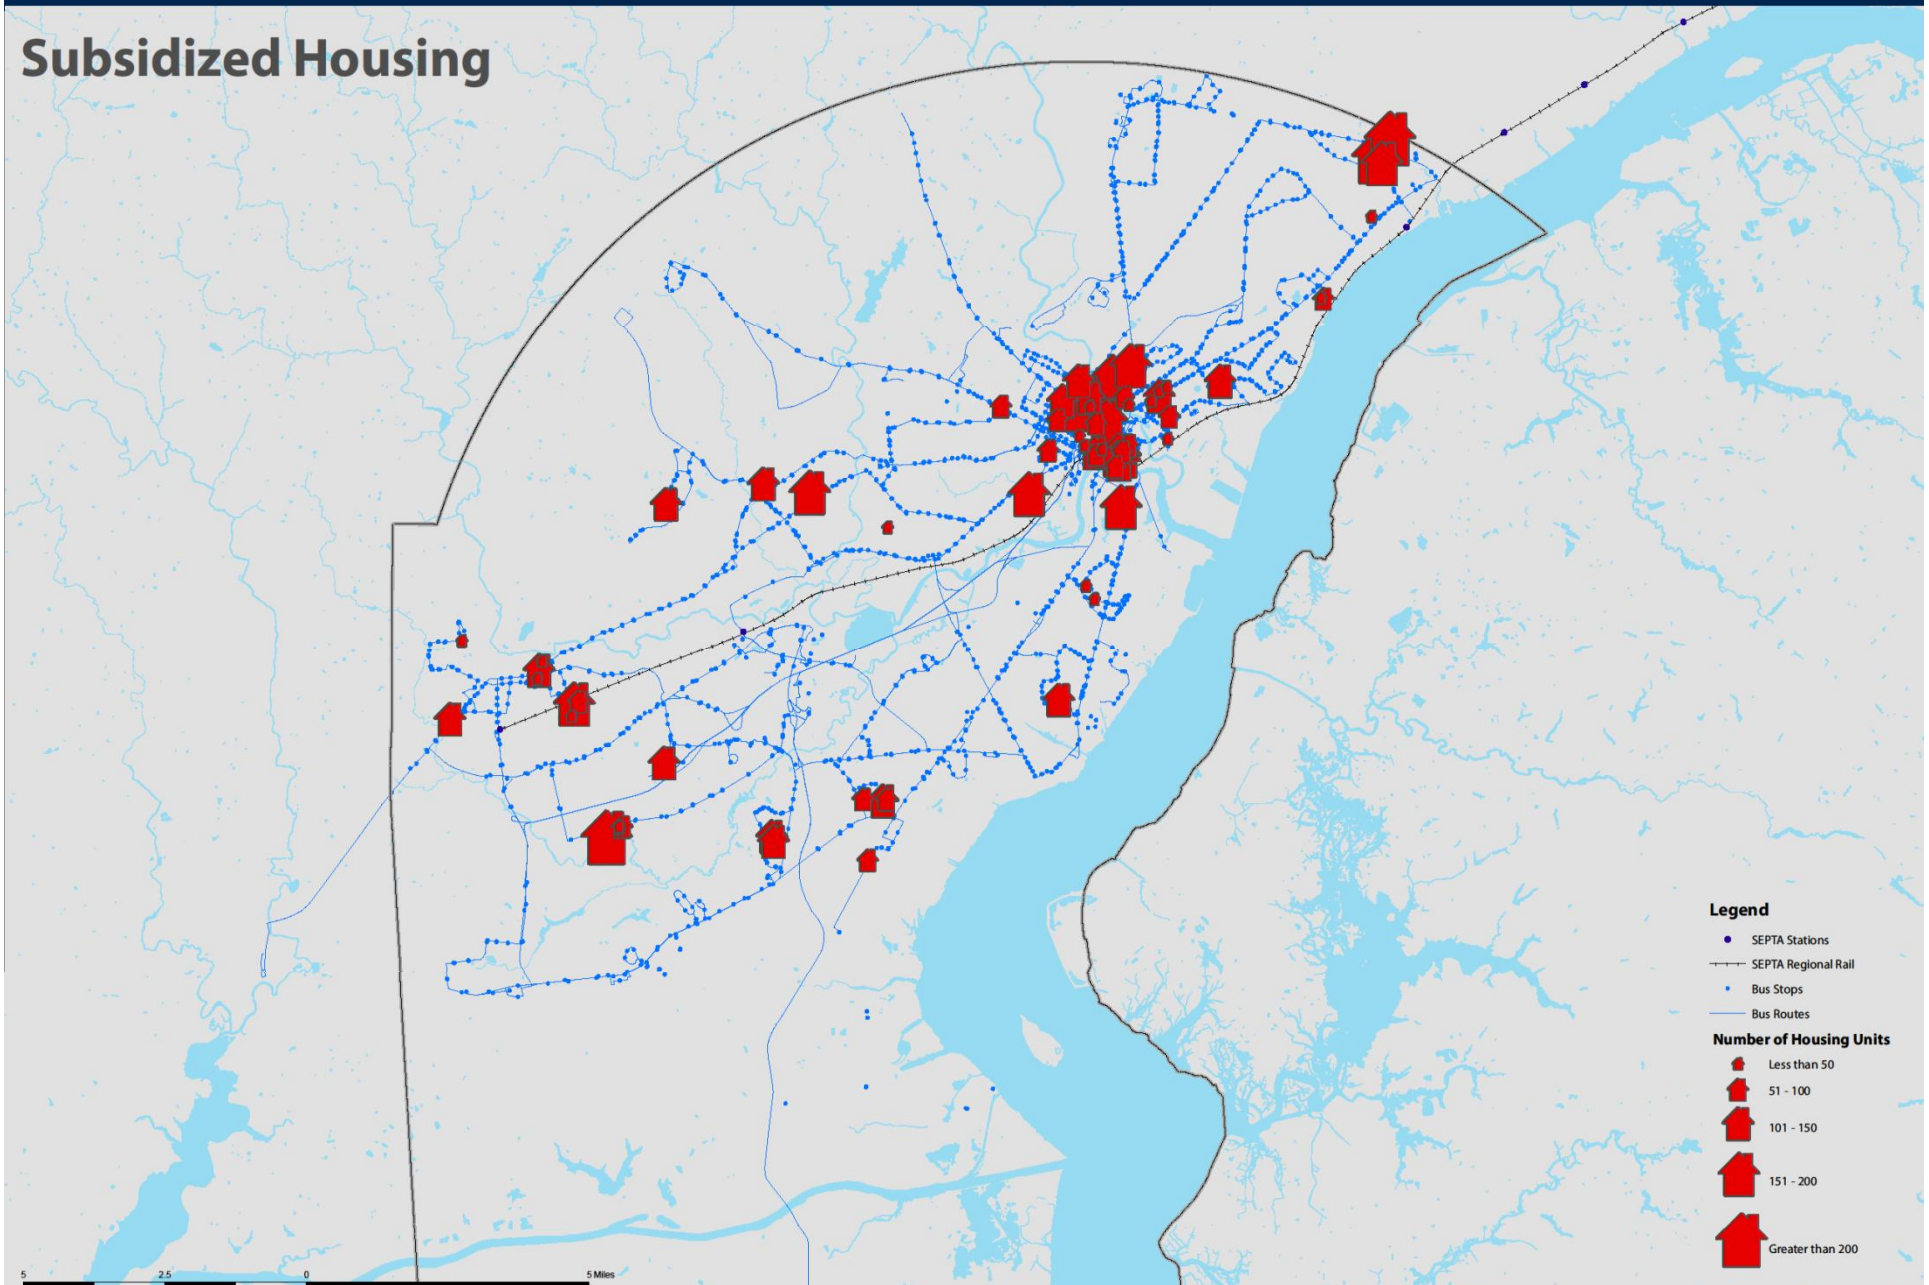 Subsidized Housing
Legend
SEPTA Stations
SEPTA Regional Rail
Bus Stops
Bus Routes
Number of Housing Units
Less than 50
51 - 100
101 - 150
151 - 200
Greater than 200
5 2.5 0 5 Miles